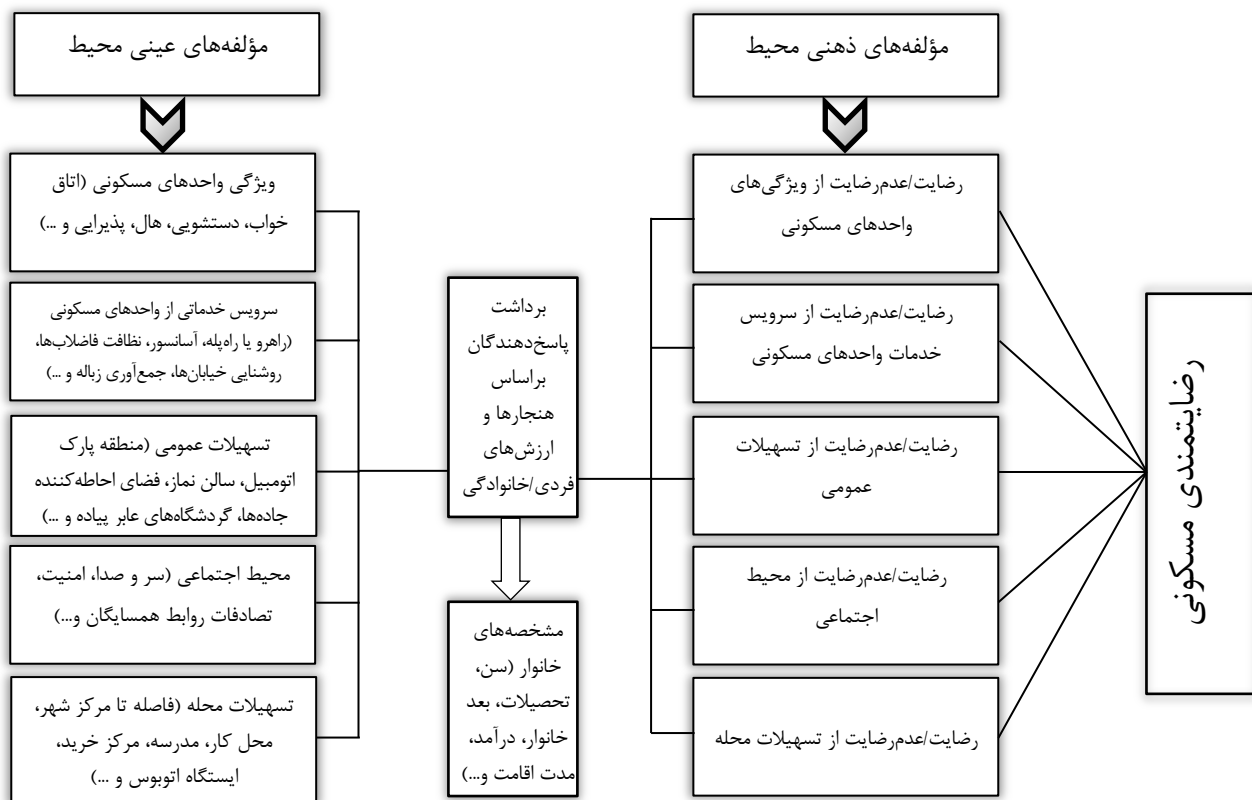 مؤلفه‌های عینی محیط
ویژگی واحدهای مسکونی (اتاق
خواب، دستشویی، هال، پذیرایی و ...)
سرویس خدماتی از واحدهای مسکونی
(راهرو یا راه‌پله، آسانسور، نظافت فاضلاب‌ها،
روشنایی خیابان‌ها، جمع‌آوری زباله و ...)
تسهیلات عمومی (منطقه پارک
اتومبیل، سالن نماز، فضای احاطه‌کننده
جاده‌ها، گردشگاه‌های عابر پیاده و ...)
محیط اجتماعی (سر و صدا، امنیت،
تصادفات روابط همسایگان و...)
تسهیلات محله (فاصله تا مرکز شهر،
محل کار، مدرسه، مرکز خرید،
ایستگاه اتوبوس و ...)
برداشت
پاسخ‌دهندگان
براساس
هنجارها و
ارزش‌های
فردی/خانوادگی
مشخصه‌های
خانوار (سن،
تحصیلات، بعد
خانوار، درآمد،
مدت اقامت و...)
مؤلفه‌های ذهنی محیط
رضایت/عدم‌رضایت از ویژگی‌های
واحدهای مسکونی
رضایت/عدم‌رضایت از سرویس
خدمات واحدهای مسکونی
رضایت/عدم‌رضایت از تسهیلات
عمومی
رضایت/عدم‌رضایت از محیط
اجتماعی
رضایت/عدم‌رضایت از تسهیلات محله
رضایتمندی مسکونی